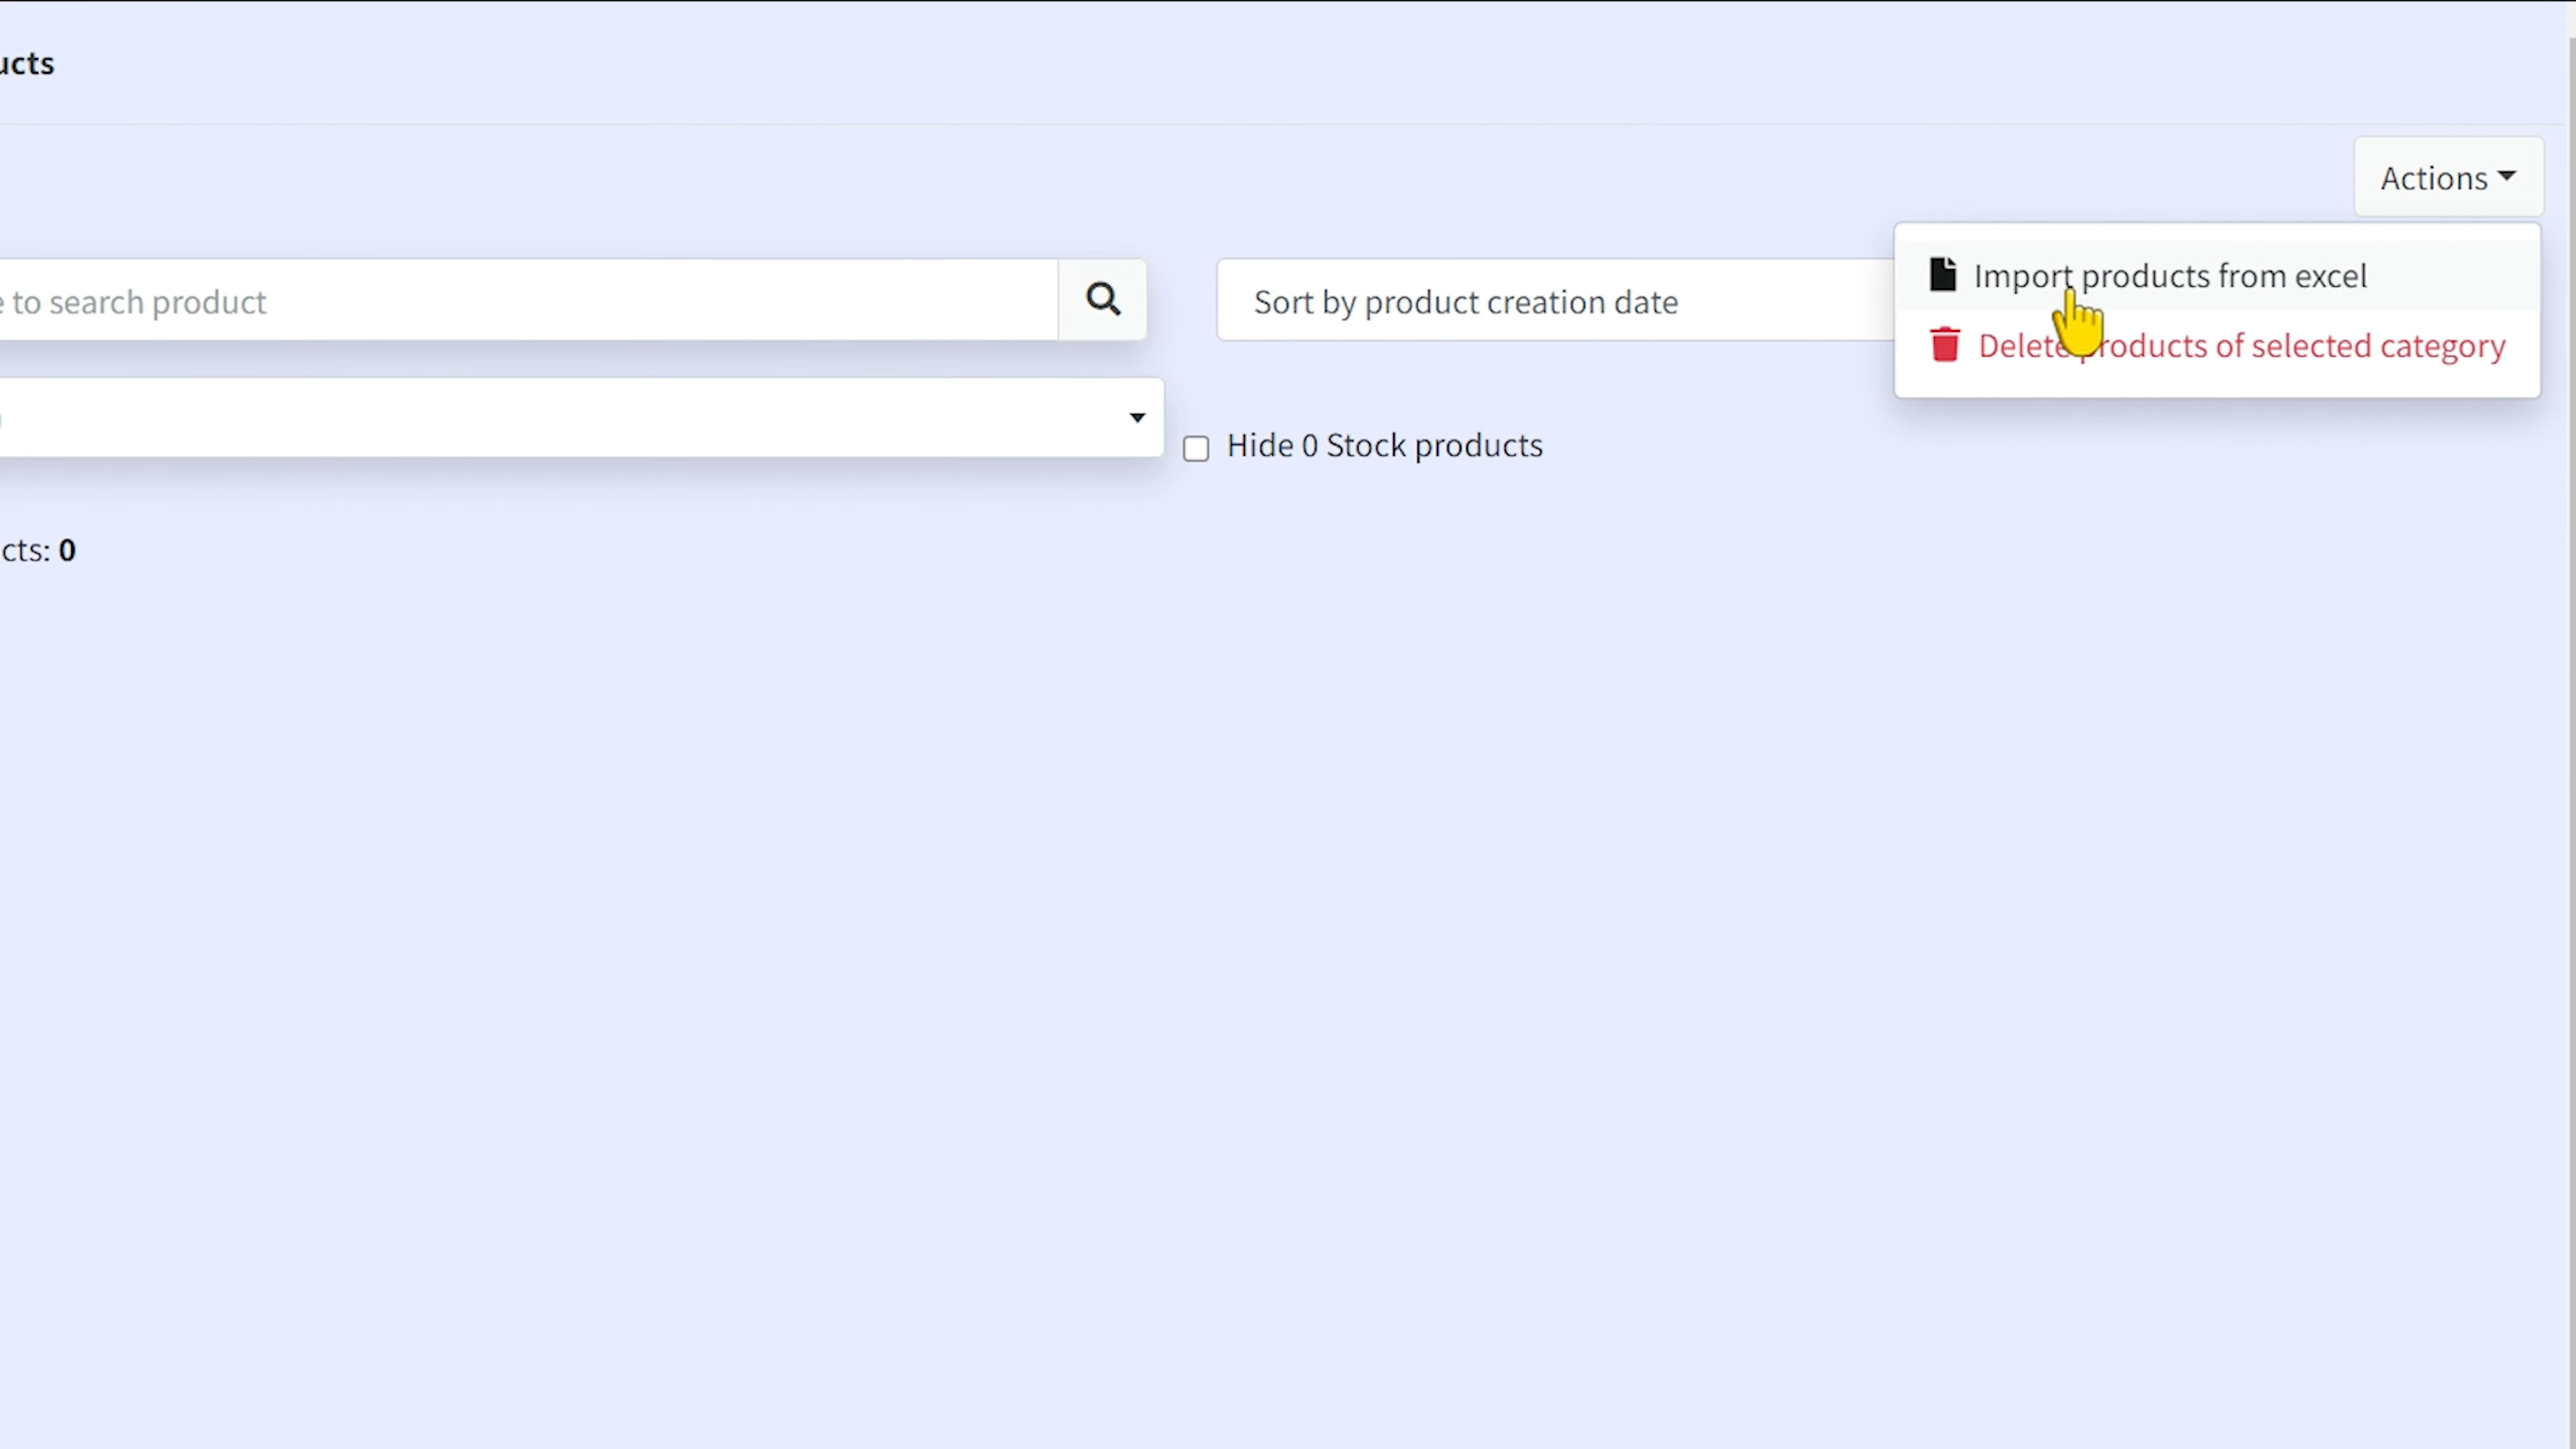 ucts
Actions
Import products from excel
Delete products of selected category
e to search product
Sort by product creation date
Hide 0 Stock products
cts: 0